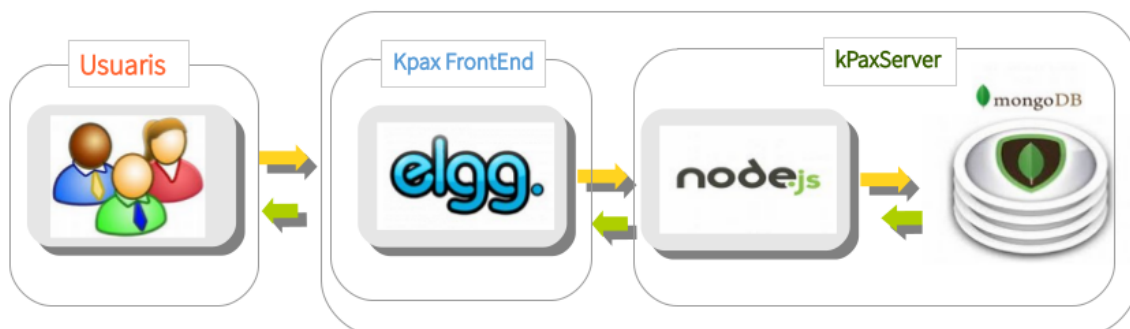 Usuaris
Kpax FrontEnd
kPaxServer
mongoDB
elgg.
node.js